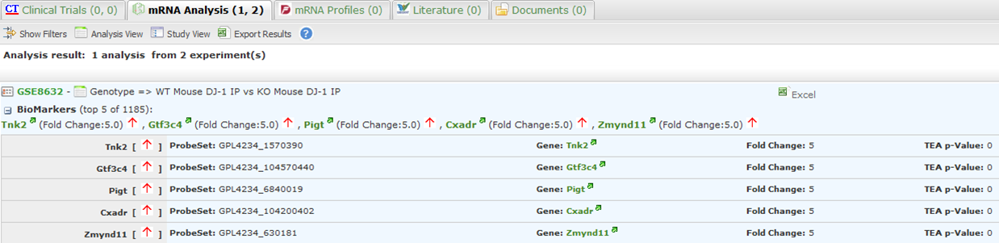 CT Clinical Trials (0, 0) mRNA Analysis (1, 2) mRNA Profiles (0) Literature (0) Documents (0)
Show Filters Analysis View Study View Export Results ?
Analysis result: 1 analysis from 2 experiment(s)
GSE8632 - Genotype => WT Mouse DJ-1 IP vs KO Mouse DJ-1 IP Excel
BioMarkers (top 5 of 1185):
Tnk2 (Fold Change:5.0) ↑ , Gtf3c4 (Fold Change:5.0) ↑ , Pigt (Fold Change:5.0) ↑ , Cxadr (Fold Change:5.0) ↑ , Zmynd11 (Fold Change:5.0) ↑
Tnk2 [ ↑ ] ProbeSet: GPL4234_1570390 Gene: Tnk2 Fold Change: 5 TEA p-Value: 0
Gtf3c4 [ ↑ ] ProbeSet: GPL4234_104570440 Gene: Gtf3c4 Fold Change: 5 TEA p-Value: 0
Pigt [ ↑ ] ProbeSet: GPL4234_6840019 Gene: Pigt Fold Change: 5 TEA p-Value: 0
Cxadr [ ↑ ] ProbeSet: GPL4234_104200402 Gene: Cxadr Fold Change: 5 TEA p-Value: 0
Zmynd11 [ ↑ ] ProbeSet: GPL4234_630181 Gene: Zmynd11 Fold Change: 5 TEA p-Value: 0